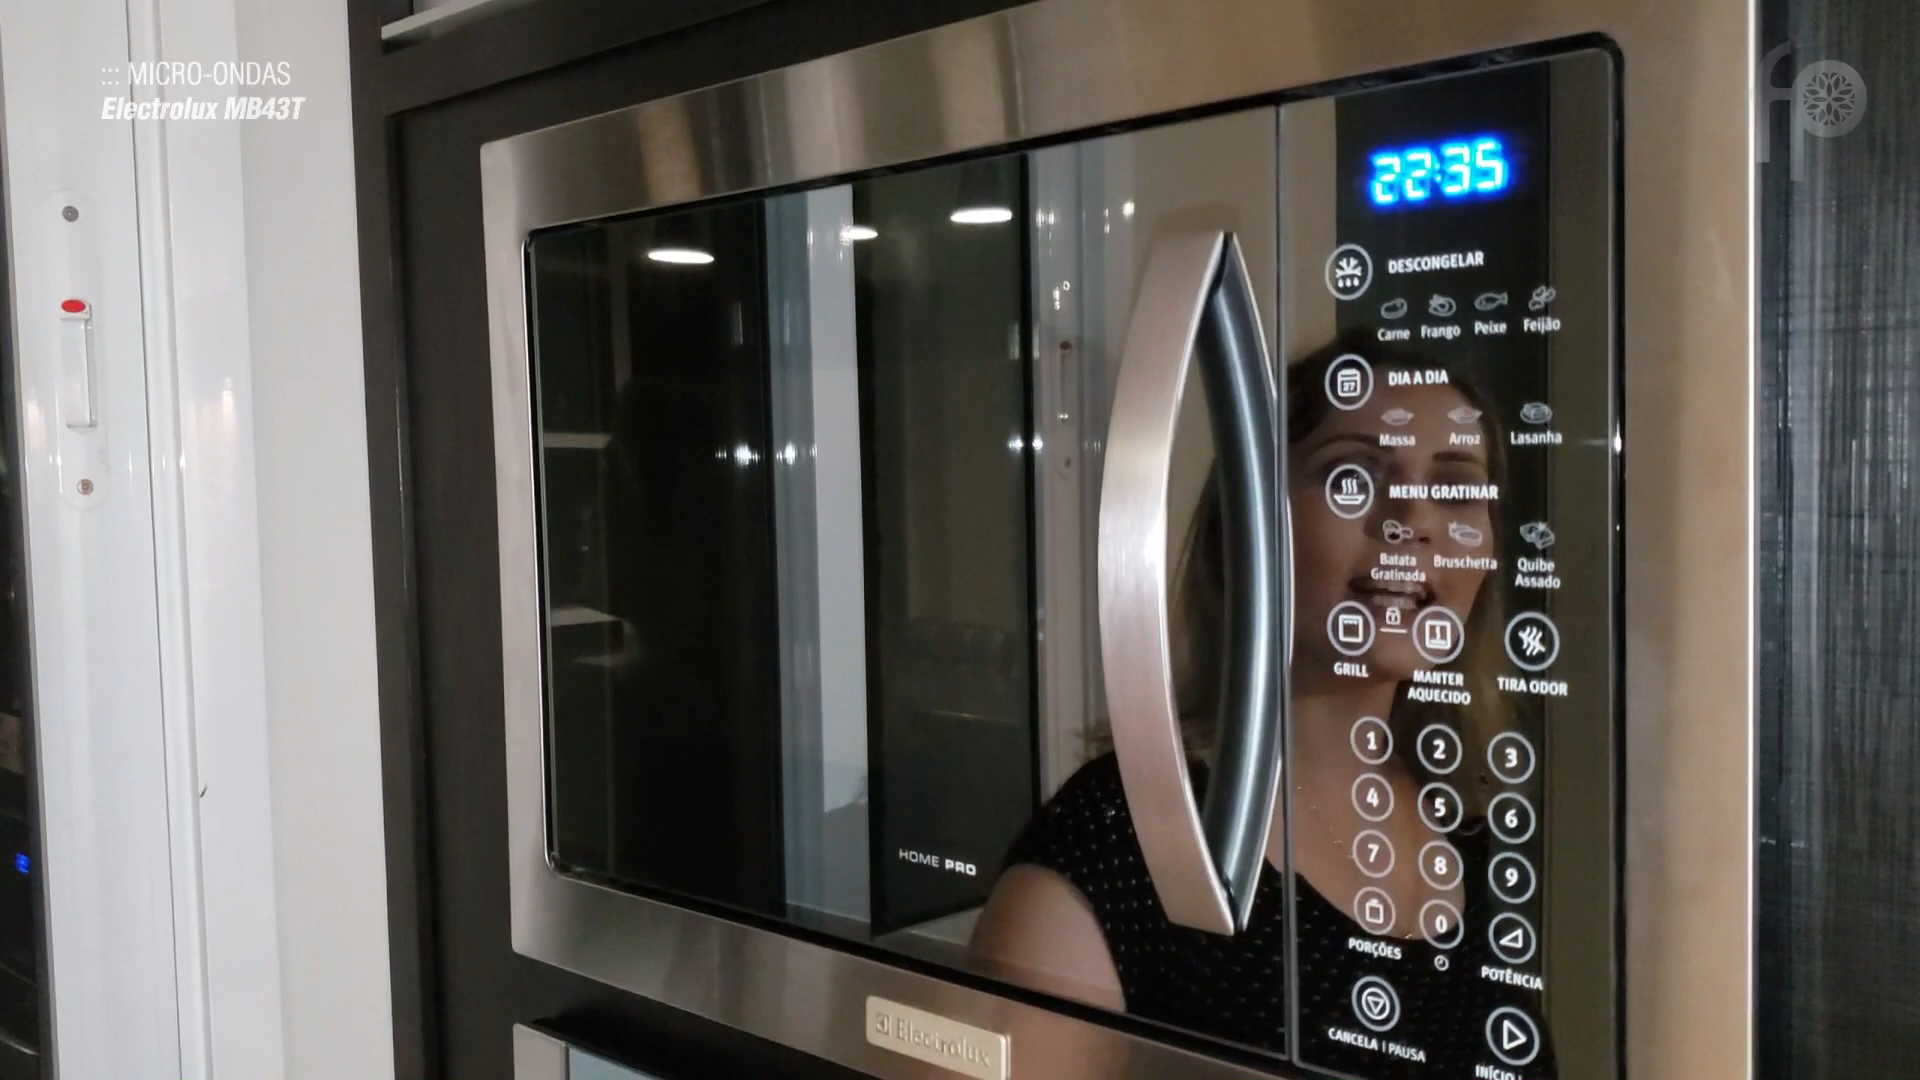 ::: MICRO-ONDAS
Electrolux MB43T
fp
22:35
DESCONGELAR
Carne Frango Peixe Feijão
DIA A DIA
27
Massa Arroz Lasanha
MENU GRATINAR
Batata Gratinada Bruschetta Quibe Assado
GRILL MANTER AQUECIDO TIRA ODOR
1 2 3
4 5 6
7 8 9
0
PORÇÕES POTÊNCIA
CANCELA | PAUSA
INÍCIO |
HOME PRO
Electrolux